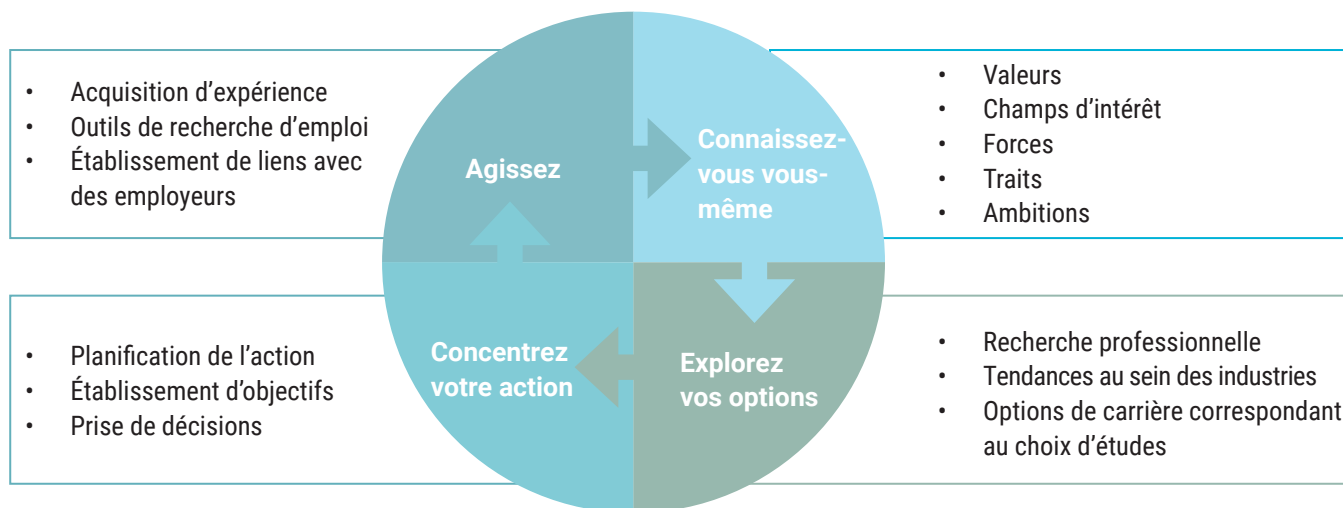 • Acquisition d’expérience
• Outils de recherche d’emploi
• Établissement de liens avec
des employeurs
Agissez
Connaissez-
vous vous-
même
• Valeurs
• Champs d’intérêt
• Forces
• Traits
• Ambitions
• Planification de l’action
• Établissement d’objectifs
• Prise de décisions
Concentrez
votre action
Explorez
vos options
• Recherche professionnelle
• Tendances au sein des industries
• Options de carrière correspondant
au choix d’études